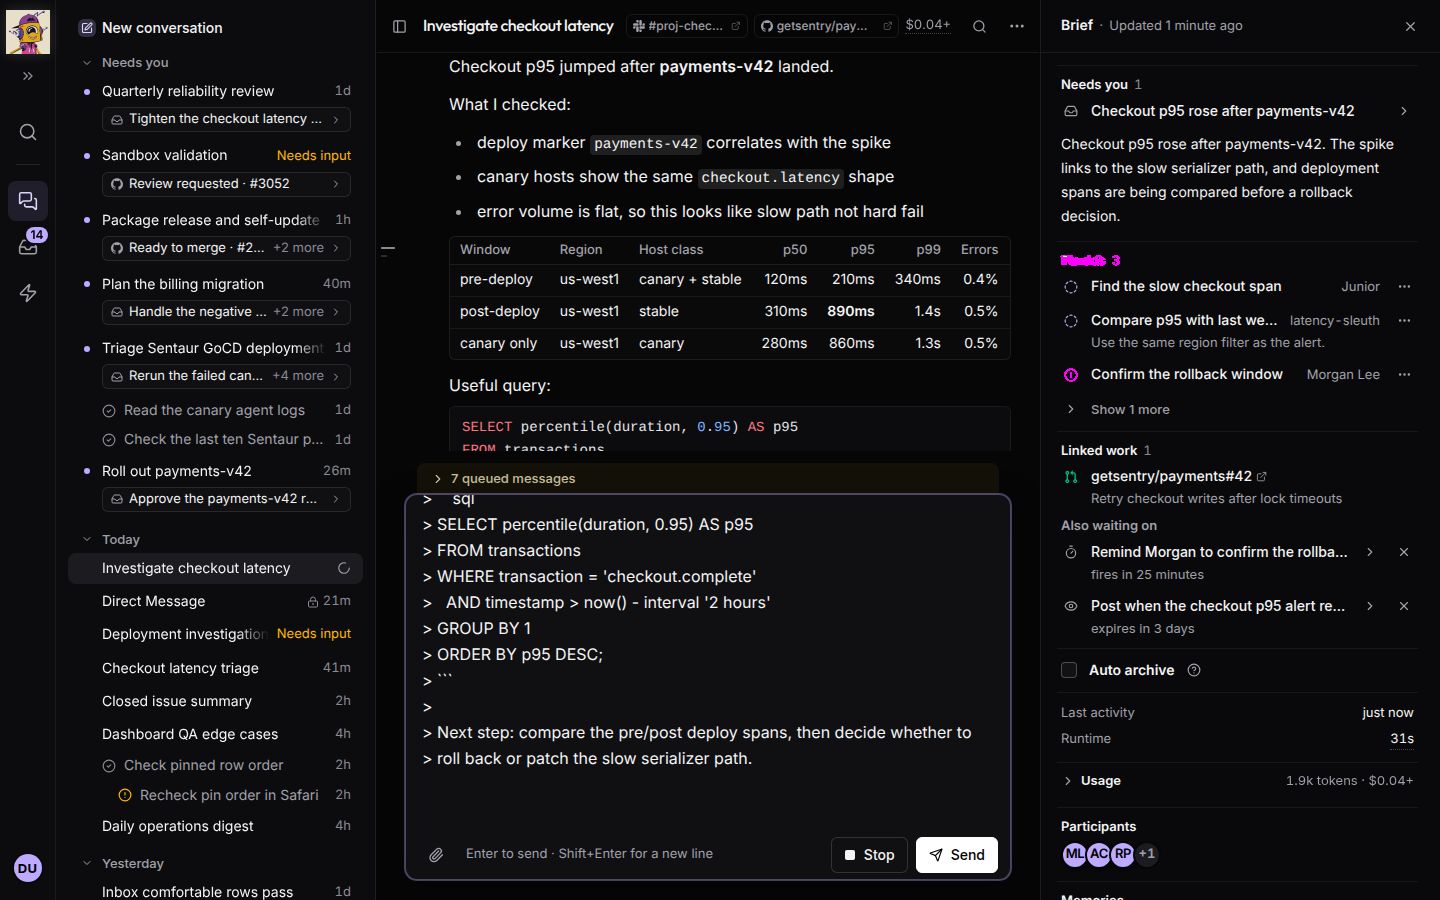 New conversation
Needs you
Quarterly reliability review 1d
Tighten the checkout latency ...
Sandbox validation Needs input
Review requested · #3052
Package release and self-update 1h
Ready to merge · #2... +2 more
Plan the billing migration 40m
Handle the negative ... +2 more
Triage Sentaur GoCD deployment 1d
Rerun the failed can... +4 more
Read the canary agent logs 1d
Check the last ten Sentaur p... 1d
Roll out payments-v42 26m
Approve the payments-v42 r...
Today
Investigate checkout latency
Direct Message 21m
Deployment investigation Needs input
Checkout latency triage 41m
Closed issue summary 2h
Dashboard QA edge cases 4h
Check pinned row order 2h
Recheck pin order in Safari 2h
Daily operations digest 4h
Yesterday
Inbox comfortable rows pass 1d
14
DU
Investigate checkout latency #proj-chec... getsentry/pay... $0.04+
Checkout p95 jumped after payments-v42 landed.
What I checked:
deploy marker payments-v42 correlates with the spike
canary hosts show the same checkout.latency shape
error volume is flat, so this looks like slow path not hard fail
Window Region Host class p50 p95 p99 Errors
pre-deploy us-west1 canary + stable 120ms 210ms 340ms 0.4%
post-deploy us-west1 stable 310ms 890ms 1.4s 0.5%
canary only us-west1 canary 280ms 860ms 1.3s 0.5%
Useful query:
SELECT percentile(duration, 0.95) AS p95
FROM transactions
7 queued messages
> sql
> SELECT percentile(duration, 0.95) AS p95
> FROM transactions
> WHERE transaction = 'checkout.complete'
>   AND timestamp > now() - interval '2 hours'
> GROUP BY 1
> ORDER BY p95 DESC;
> ```
>
> Next step: compare the pre/post deploy spans, then decide whether to
> roll back or patch the slow serializer path.
Enter to send · Shift+Enter for a new line Stop Send
Brief · Updated 1 minute ago
Needs you 1
Checkout p95 rose after payments-v42
Checkout p95 rose after payments-v42. The spike
links to the slow serializer path, and deployment
spans are being compared before a rollback
decision.
3
Find the slow checkout span Junior
Compare p95 with last we... latency-sleuth
Use the same region filter as the alert.
Confirm the rollback window Morgan Lee
Show 1 more
Linked work 1
getsentry/payments#42
Retry checkout writes after lock timeouts
Also waiting on
Remind Morgan to confirm the rollba...
fires in 25 minutes
Post when the checkout p95 alert re...
expires in 3 days
Auto archive
Last activity just now
Runtime 31s
Usage 1.9k tokens · $0.04+
Participants
ML AC RP +1